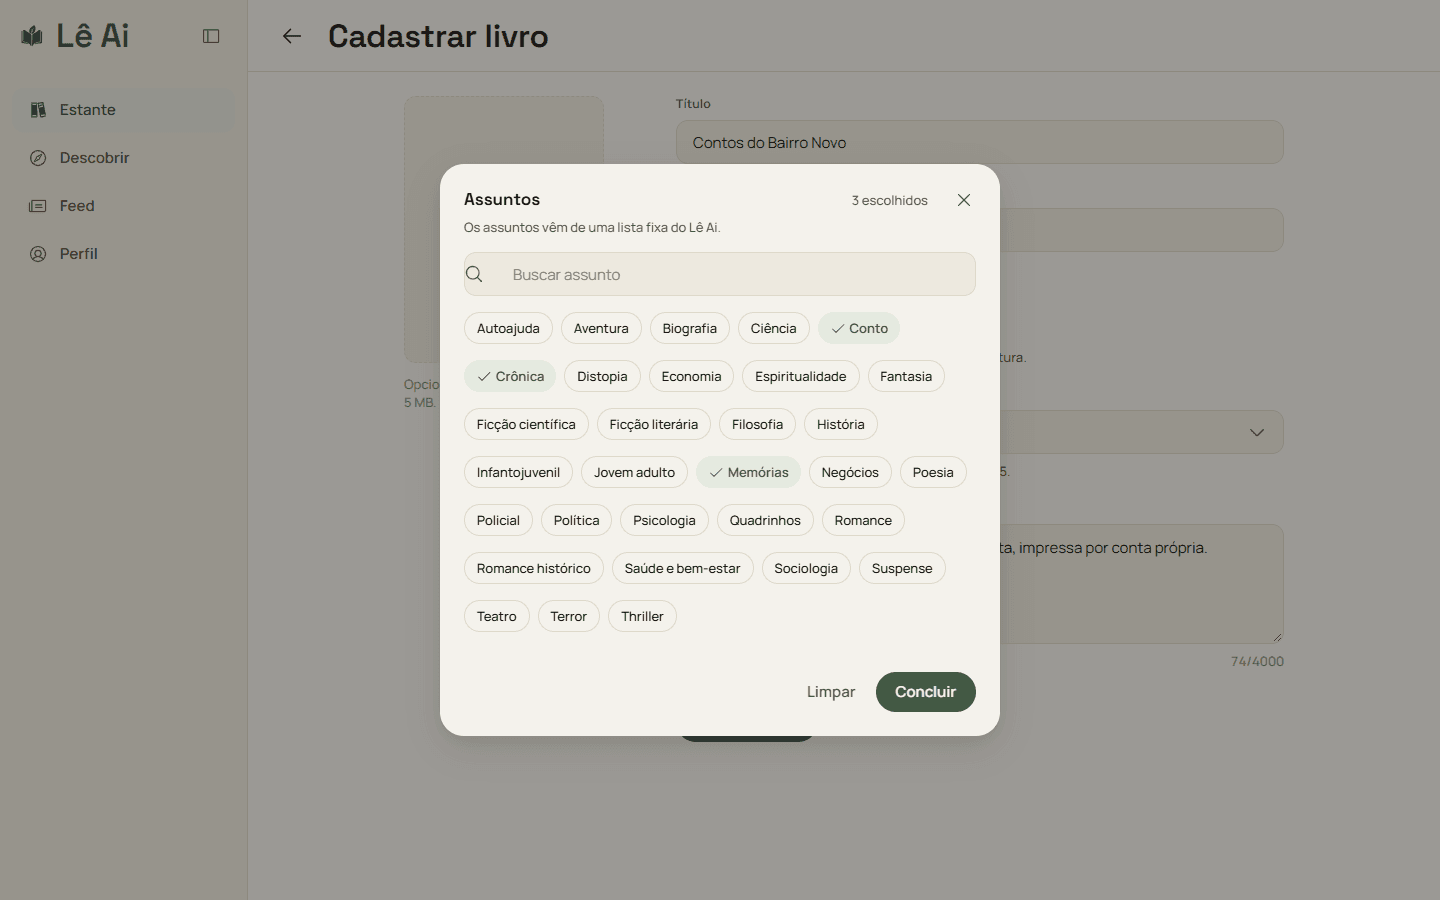 Lê Ai
Cadastrar livro
Estante
Descobrir
Feed
Perfil
Título
Contos do Bairro Novo
Assuntos
3 escolhidos
Os assuntos vêm de uma lista fixa do Lê Ai.
Buscar assunto
Autoajuda Aventura Biografia Ciência Conto
Crônica Distopia Economia Espiritualidade Fantasia
Ficção científica Ficção literária Filosofia História
Infantojuvenil Jovem adulto Memórias Negócios Poesia
Policial Política Psicologia Quadrinhos Romance
Romance histórico Saúde e bem-estar Sociologia Suspense
Teatro Terror Thriller
Limpar Concluir
5 MB.
5.
impressa por conta própria.
74/4000